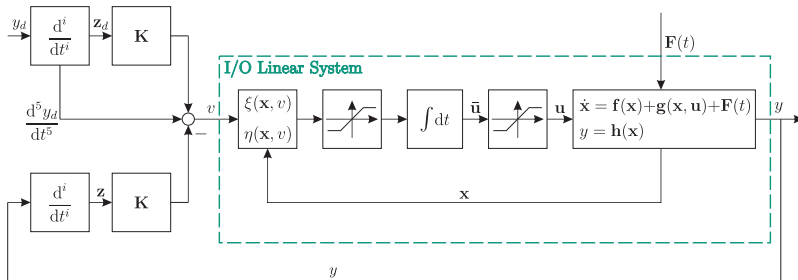 y_d
d^i
dt^i
z_d
K
F(t)
I/O Linear System
d^5 y_d
dt^5
v
−
ξ(x, v)
η(x, v)
∫dt
ū
u
ẋ = f(x)+g(x, u)+F(t)
y = h(x)
y
x
d^i
dt^i
z
K
y